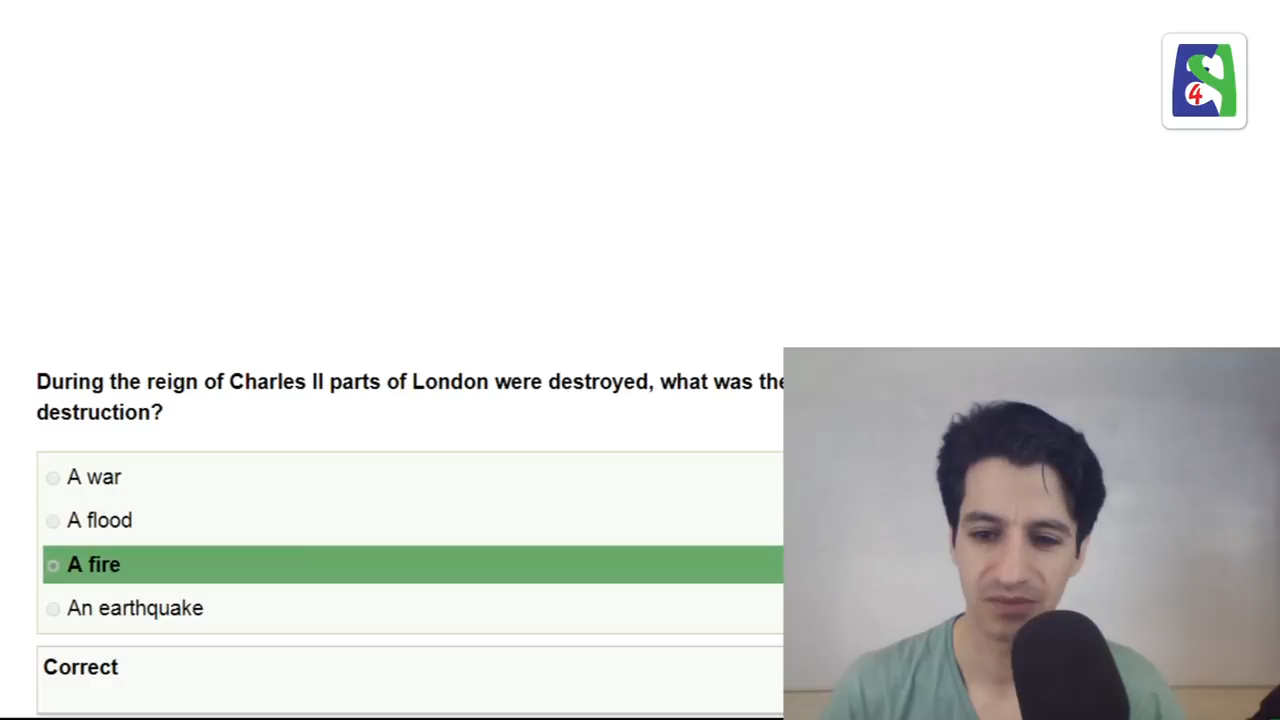 4
During the reign of Charles II parts of London were destroyed, what was the
destruction?
A war
A flood
A fire
An earthquake
Correct